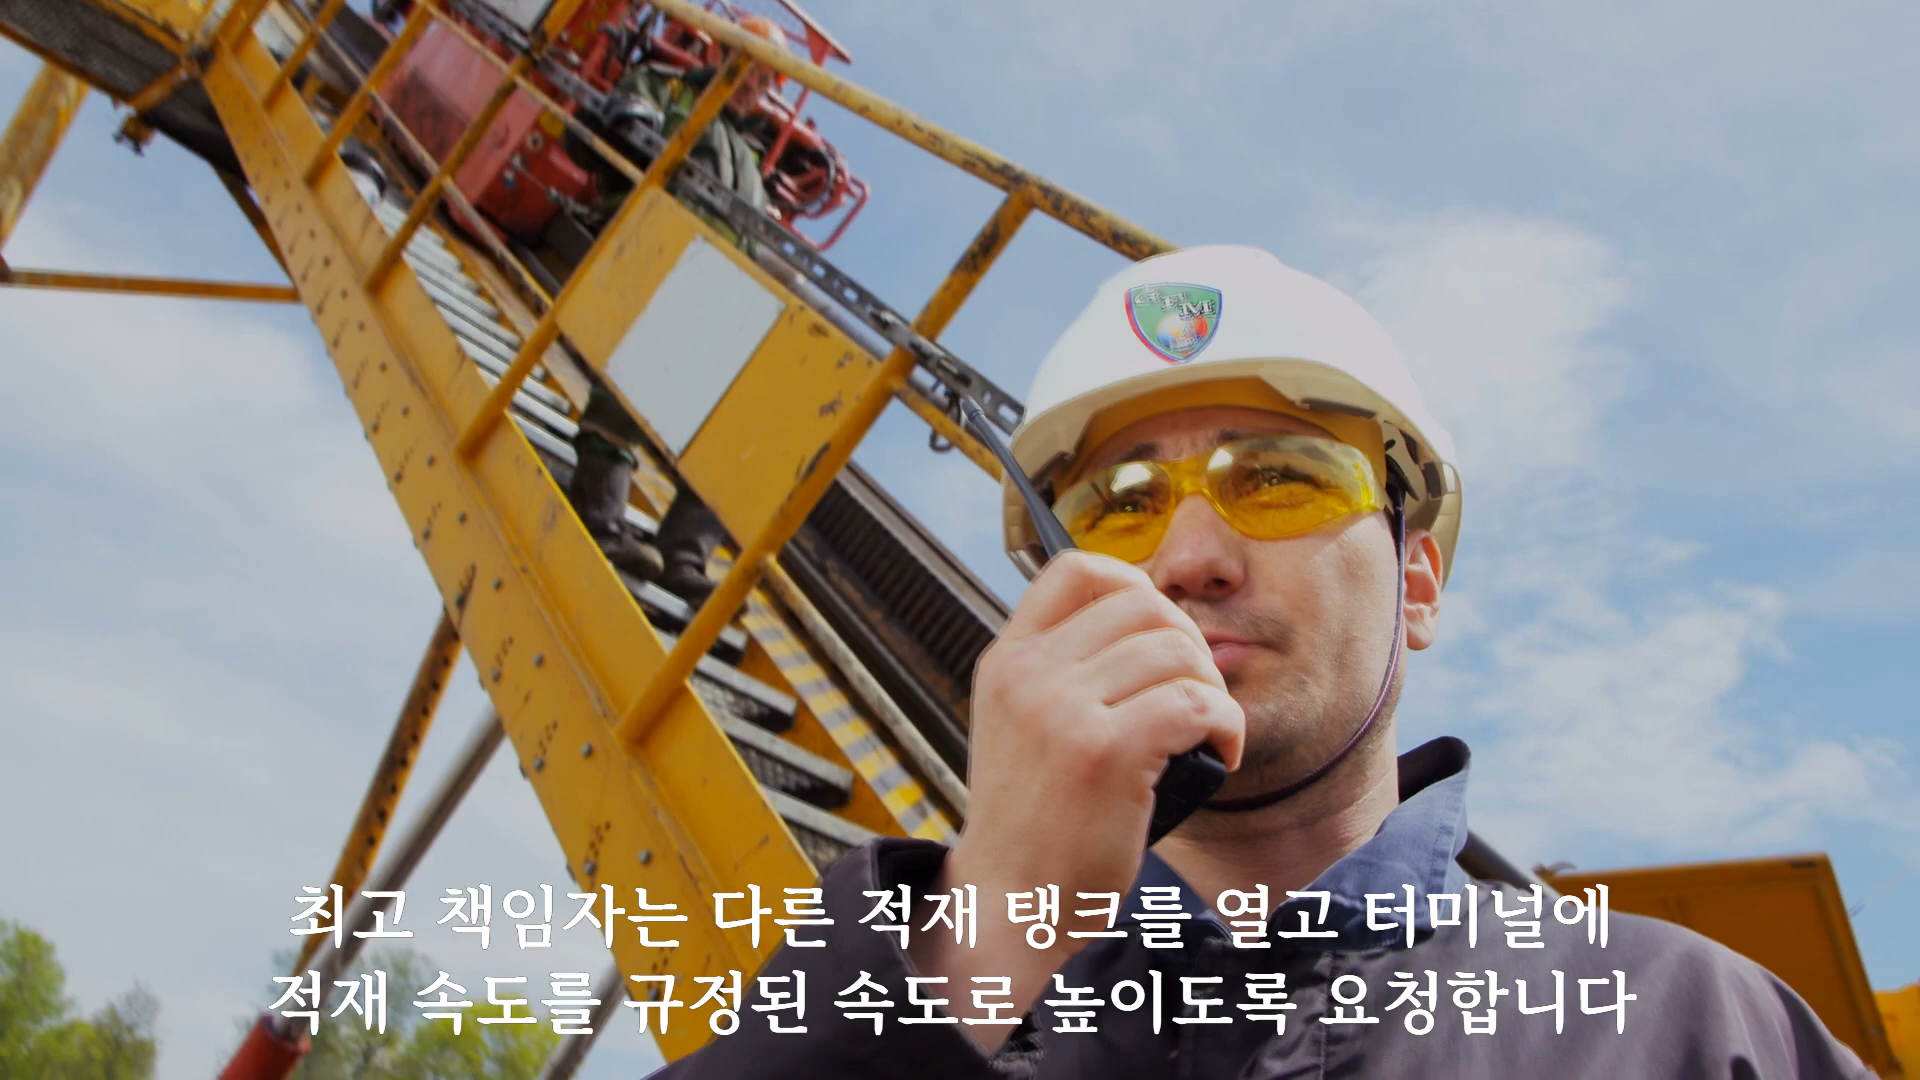 최고 책임자는 다른 적재 탱크를 열고 터미널에
적재 속도를 규정된 속도로 높이도록 요청합니다